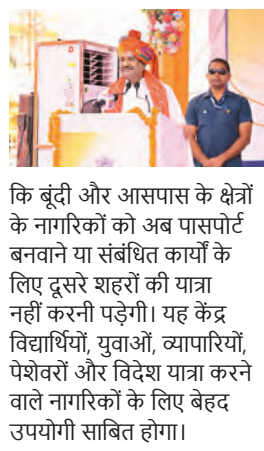 कि बूंदी और आसपास के क्षेत्रों
के नागरिकों को अब पासपोर्ट
बनवाने या संबंधित कार्यों के
लिए दूसरे शहरों की यात्रा
नहीं करनी पड़ेगी। यह केंद्र
विद्यार्थियों, युवाओं, व्यापारियों,
पेशेवरों और विदेश यात्रा करने
वाले नागरिकों के लिए बेहद
उपयोगी साबित होगा।